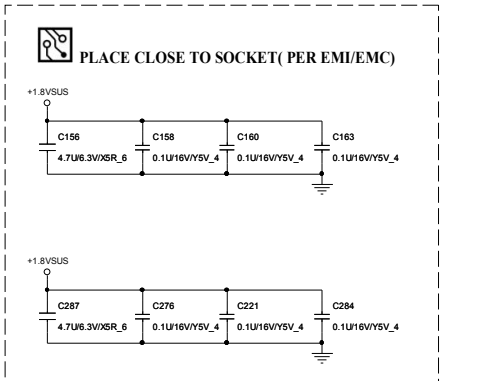 PLACE CLOSE TO SOCKET( PER EMI/EMC)
+1.8VSUS
C156 C158 C160 C163
4.7U/6.3V/X5R_6 0.1U/16V/Y5V_4 0.1U/16V/Y5V_4 0.1U/16V/Y5V_4
+1.8VSUS
C287 C276 C221 C284
4.7U/6.3V/X5R_6 0.1U/16V/Y5V_4 0.1U/16V/Y5V_4 0.1U/16V/Y5V_4